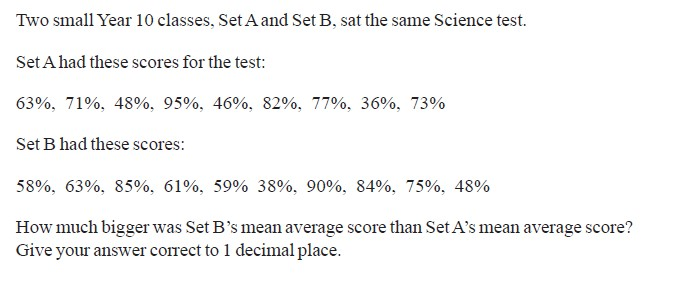 Two small Year 10 classes, Set A and Set B, sat the same Science test.
Set A had these scores for the test:
63%, 71%, 48%, 95%, 46%, 82%, 77%, 36%, 73%
Set B had these scores:
58%, 63%, 85%, 61%, 59% 38%, 90%, 84%, 75%, 48%
How much bigger was Set B’s mean average score than Set A’s mean average score?
Give your answer correct to 1 decimal place.